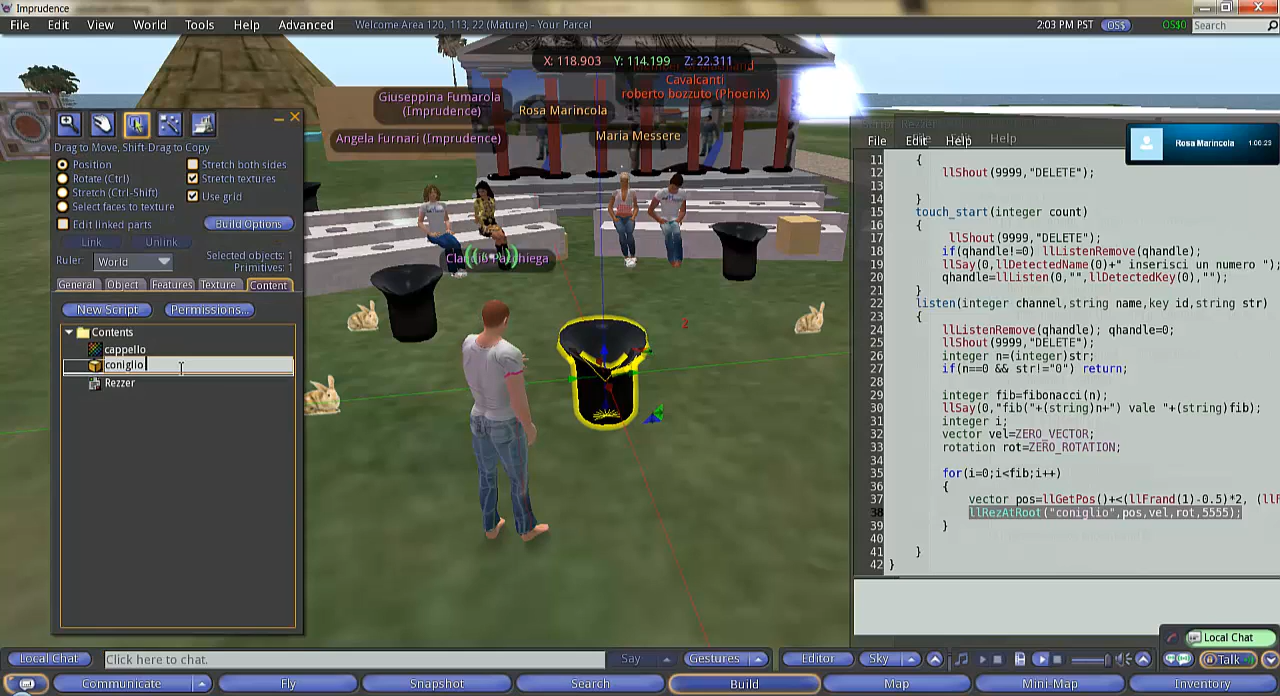 Imprudence
File Edit View World Tools Help Advanced Welcome Area 120, 113, 22 (Mature) - Your Parcel 2:03 PM PST OS$ OS$0 Search
X: 118.903 Y: 114.199 Z: 22.311
Cavalcanti
roberto bozzuto (Phoenix)
Giuseppina Fumarola
(Imprudence)
Rosa Marincola
Angela Furnari (Imprudence)
Maria Messere
2
Drag to Move, Shift-Drag to Copy
Position
Rotate (Ctrl)
Stretch (Ctrl-Shift)
Select faces to texture
Edit linked parts
Stretch both sides
Stretch textures
Use grid
Build Options
Link Unlink
Selected objects: 1
Primitives: 1
Ruler: World
General Object Features Texture Content
New Script Permissions...
Contents
cappello
coniglio
Rezzer
File Edit Help
Rosa Marincola 1:06:23
11 {
12 llShout(9999,"DELETE");
13
14 }
15 touch_start(integer count)
16 {
17 llShout(9999,"DELETE");
18 if(qhandle!=0) llListenRemove(qhandle);
19 llSay(0,llDetectedName(0)+" inserisci un numero ");
20 qhandle=llListen(0,"",llDetectedKey(0),"");
21 }
22 listen(integer channel,string name,key id,string str)
23 {
24 llListenRemove(qhandle); qhandle=0;
25 llShout(9999,"DELETE");
26 integer n=(integer)str;
27 if(n==0 && str!="0") return;
28
29 integer fib=fibonacci(n);
30 llSay(0,"fib("+(string)n+") vale "+(string)fib);
31 integer i;
32 vector vel=ZERO_VECTOR;
33 rotation rot=ZERO_ROTATION;
34
35 for(i=0;i<fib;i++)
36 {
37 vector pos=llGetPos()+<(llFrand(1)-0.5)*2, (llF
38 llRezAtRoot("coniglio",pos,vel,rot,5555);
39 }
40
41 }
42 }
Local Chat
Talk
Local Chat Click here to chat. Say Gestures Editor Sky
Communicate Fly Snapshot Search Build Map Mini Map Inventory